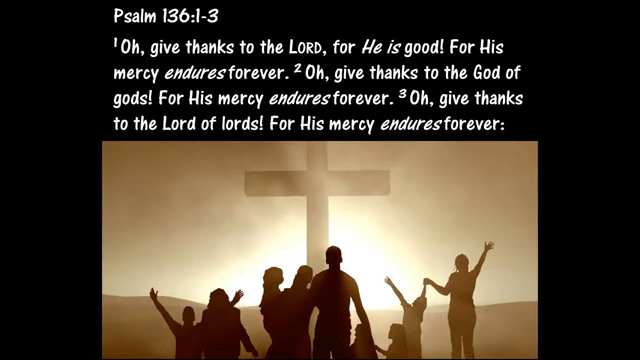 Psalm 136:1-3
¹ Oh, give thanks to the LORD, for He is good! For His
mercy endures forever. ² Oh, give thanks to the God of
gods! For His mercy endures forever. ³ Oh, give thanks
to the Lord of lords! For His mercy endures forever: